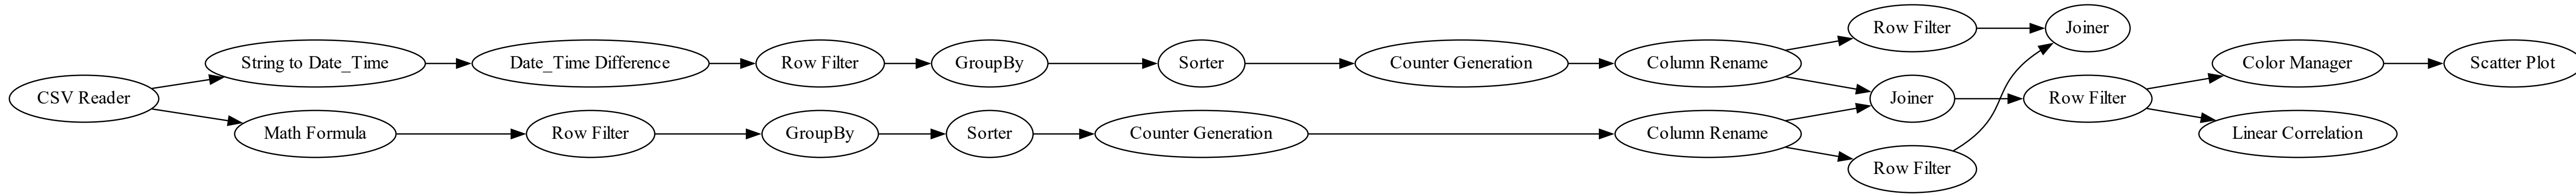 CSV Reader
String to Date_Time
Date_Time Difference
Row Filter
GroupBy
Sorter
Counter Generation
Column Rename
Row Filter
Joiner
Math Formula
Row Filter
GroupBy
Sorter
Counter Generation
Column Rename
Joiner
Row Filter
Row Filter
Color Manager
Scatter Plot
Linear Correlation